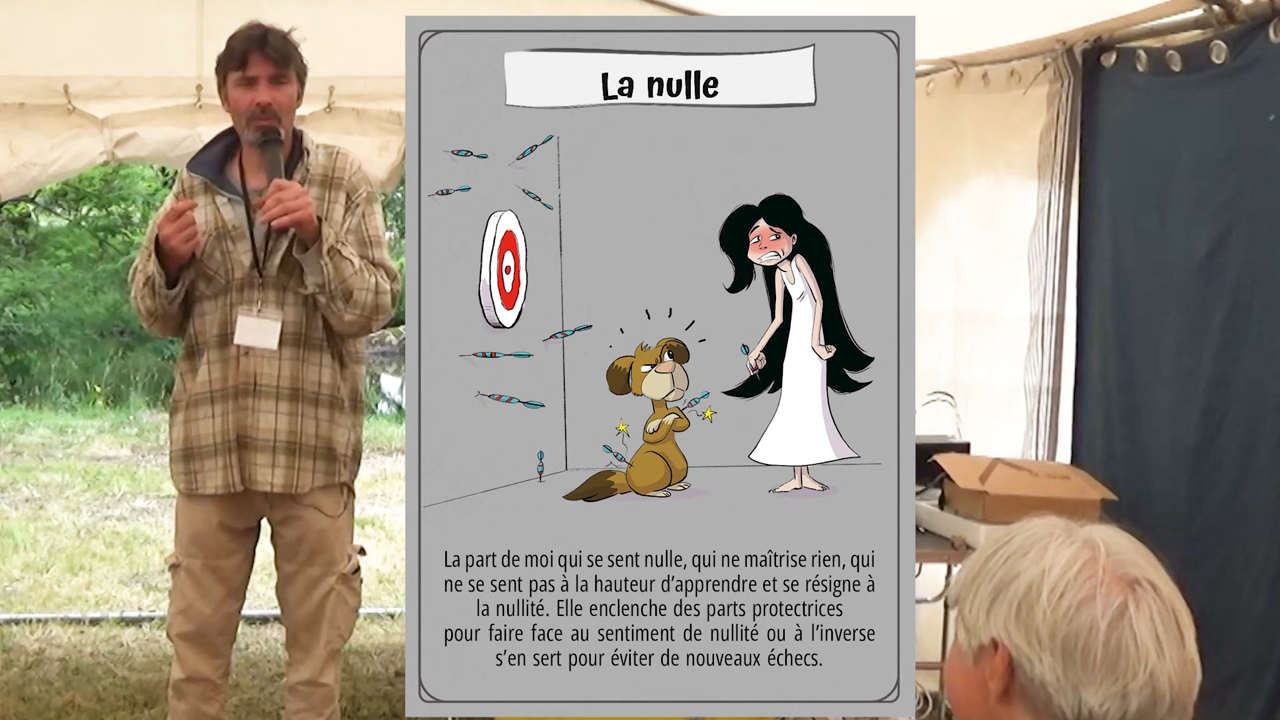 La nulle
La part de moi qui se sent nulle, qui ne maîtrise rien, qui
ne se sent pas à la hauteur d'apprendre et se résigne à
la nullité. Elle enclenche des parts protectrices
pour faire face au sentiment de nullité ou à l'inverse
s'en sert pour éviter de nouveaux échecs.